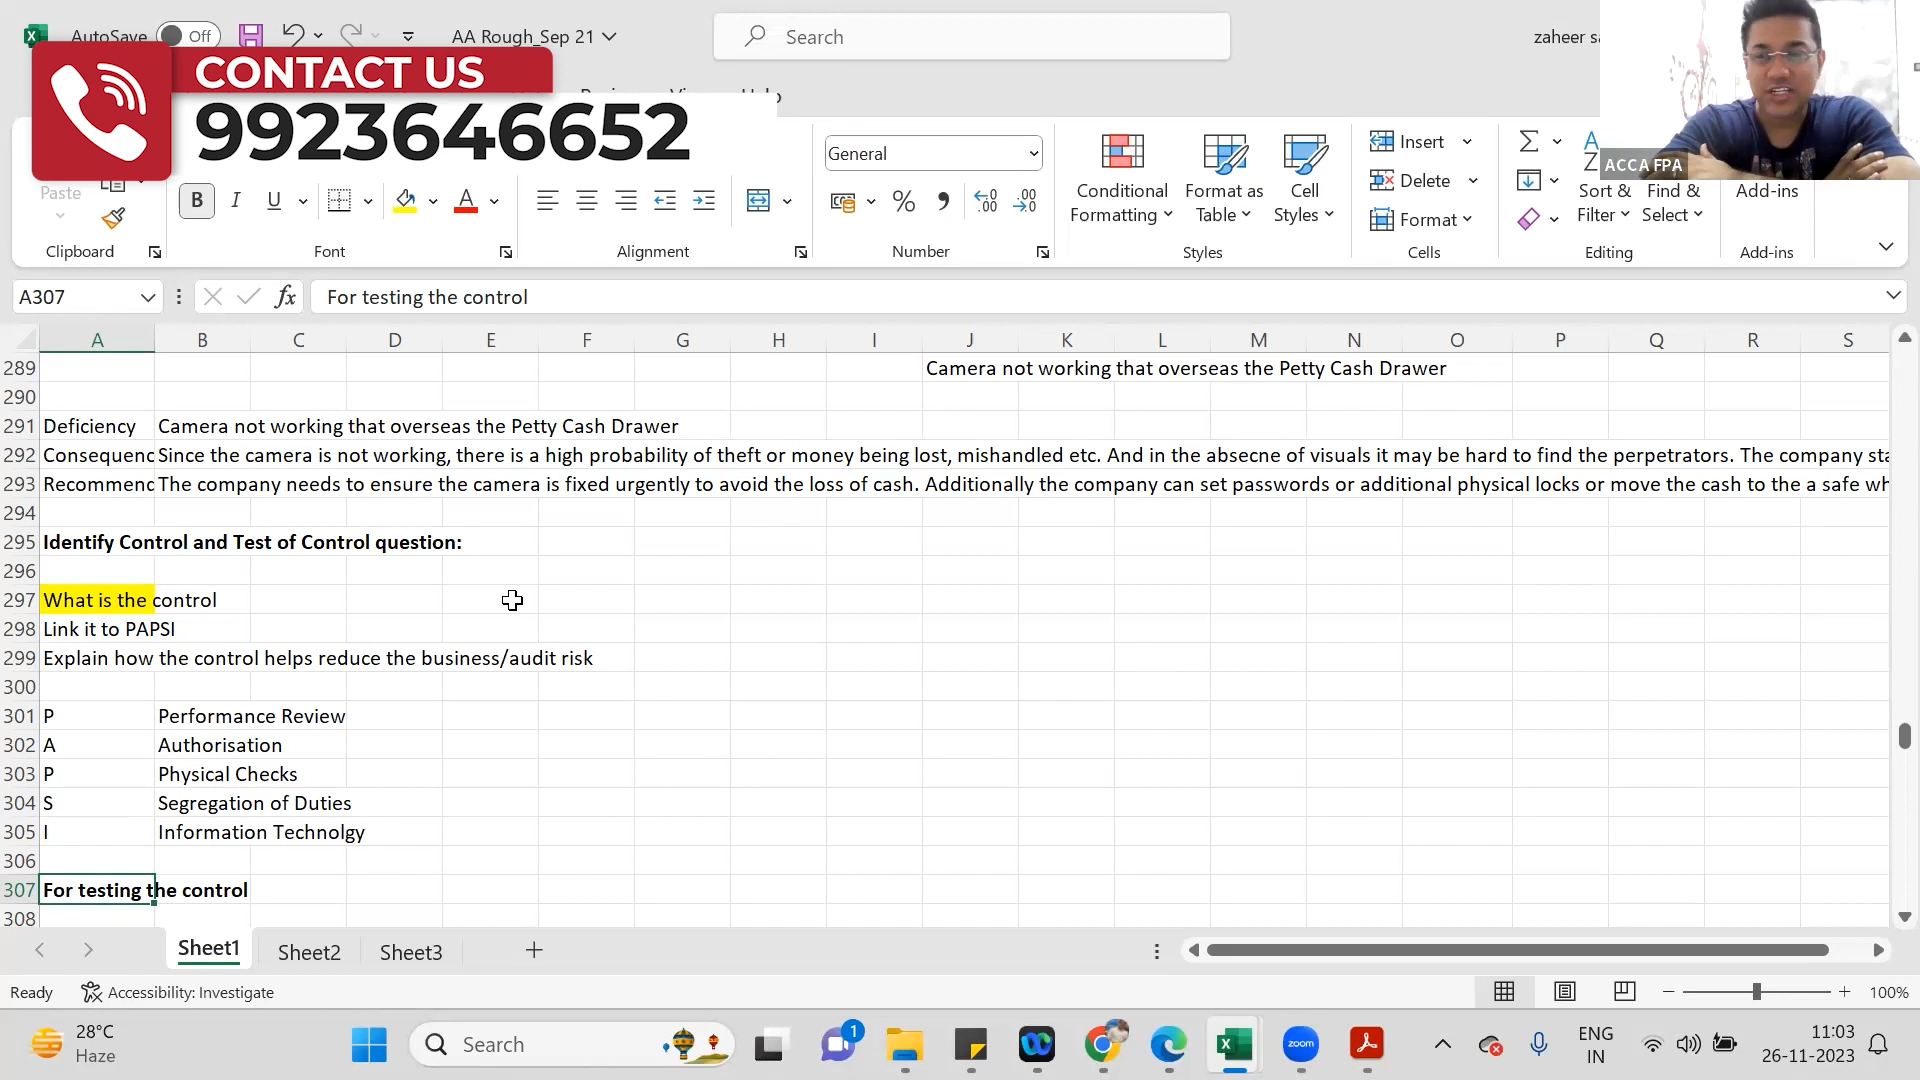 AutoSave
Off
AA Rough_Sep 21
Search
zaheer sa
CONTACT US
9923646652
ACCA FPA
Paste
Clipboard
B I U
A
Font
Alignment
General
%
Number
Conditional Formatting
Format as Table
Cell Styles
Styles
Insert
Delete
Format
Cells
Sort & Filter
Find & Select
Editing
Add-ins
Add-ins
A307
fx
For testing the control
A B C D E F G H I J K L M N O P Q R S
289 Camera not working that overseas the Petty Cash Drawer
290
291 Deficiency Camera not working that overseas the Petty Cash Drawer
292 Consequenc Since the camera is not working, there is a high probability of theft or money being lost, mishandled etc. And in the absecne of visuals it may be hard to find the perpetrators. The company sta
293 Recommend The company needs to ensure the camera is fixed urgently to avoid the loss of cash. Additionally the company can set passwords or additional physical locks or move the cash to the a safe wh
294
295 Identify Control and Test of Control question:
296
297 What is the control
298 Link it to PAPSI
299 Explain how the control helps reduce the business/audit risk
300
301 P Performance Review
302 A Authorisation
303 P Physical Checks
304 S Segregation of Duties
305 I Information Technolgy
306
307 For testing the control
308
Sheet1 Sheet2 Sheet3
Ready
Accessibility: Investigate
100%
28°C
Haze
Search
1
zoom
ENG
IN
11:03
26-11-2023